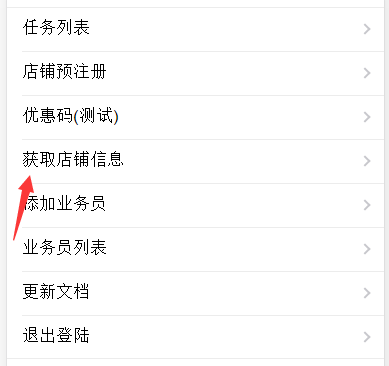 任务列表
店铺预注册
优惠码(测试)
获取店铺信息
添加业务员
业务员列表
更新文档
退出登陆